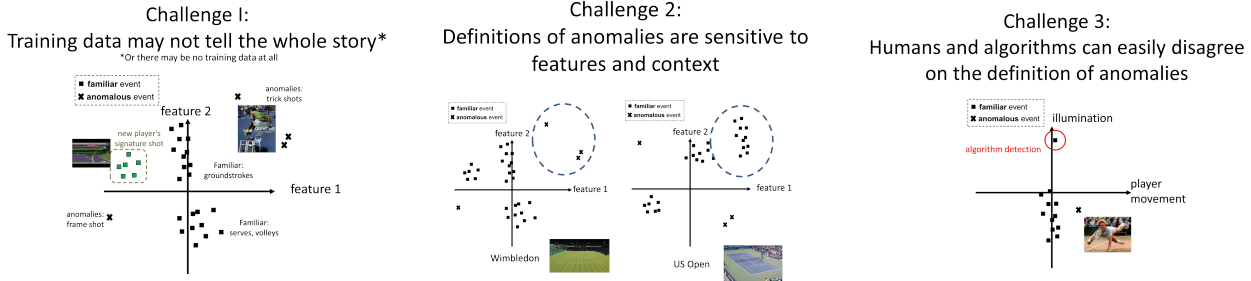 Challenge I:
Training data may not tell the whole story*
*Or there may be no training data at all
familiar event
anomalous event
feature 2
anomalies:
trick shots
new player's
signature shot
Familiar:
groundstrokes
feature 1
anomalies:
frame shot
Familiar:
serves, volleys
Challenge 2:
Definitions of anomalies are sensitive to
features and context
familiar event
anomalous event
feature 2
feature 1
Wimbledon
familiar event
anomalous event
feature 2
feature 1
US Open
Challenge 3:
Humans and algorithms can easily disagree
on the definition of anomalies
familiar event
anomalous event
illumination
algorithm detection
player
movement